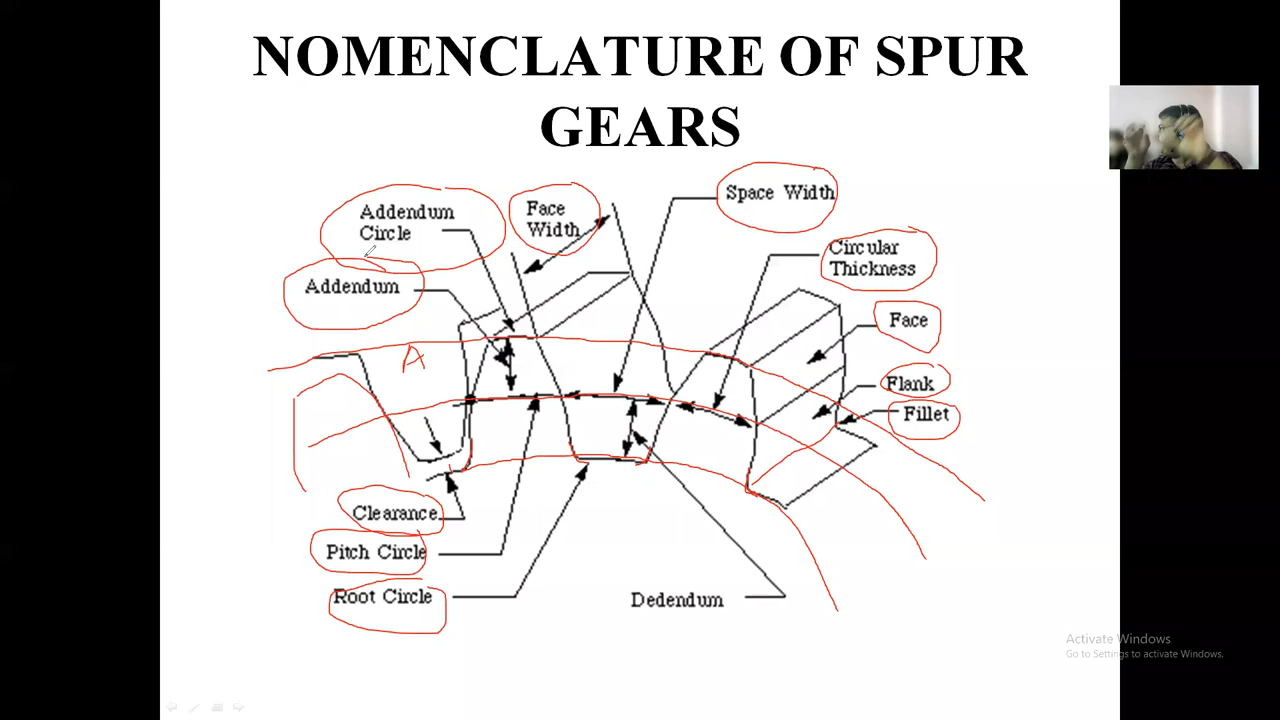 NOMENCLATURE OF SPUR
GEARS
Addendum
Circle
Face
Width
Space Width
Circular
Thickness
Addendum
Face
A
Flank
Fillet
Clearance
Pitch Circle
Root Circle
Dedendum
Activate Windows
Go to Settings to activate Windows.